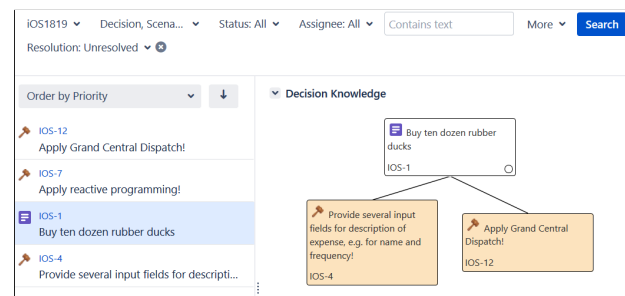 iOS1819 Decision, Scena... Status: All Assignee: All Contains text More Search
Resolution: Unresolved
Order by Priority
IOS-12
Apply Grand Central Dispatch!
IOS-7
Apply reactive programming!
IOS-1
Buy ten dozen rubber ducks
IOS-4
Provide several input fields for descripti...
Decision Knowledge
Buy ten dozen rubber
ducks
IOS-1
Provide several input
fields for description of
expense, e.g. for name and
frequency!
IOS-4
Apply Grand Central
Dispatch!
IOS-12